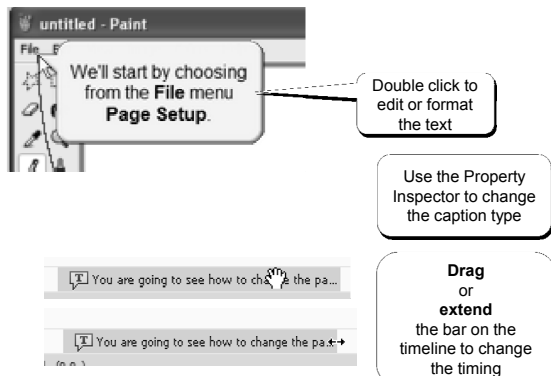 untitled - Paint
File
We'll start by choosing
from the File menu
Page Setup.
Double click to
edit or format
the text
Use the Property
Inspector to change
the caption type
You are going to see how to cha e the pa...
Drag
or
extend
the bar on the
timeline to change
the timing
You are going to see how to change the pa...